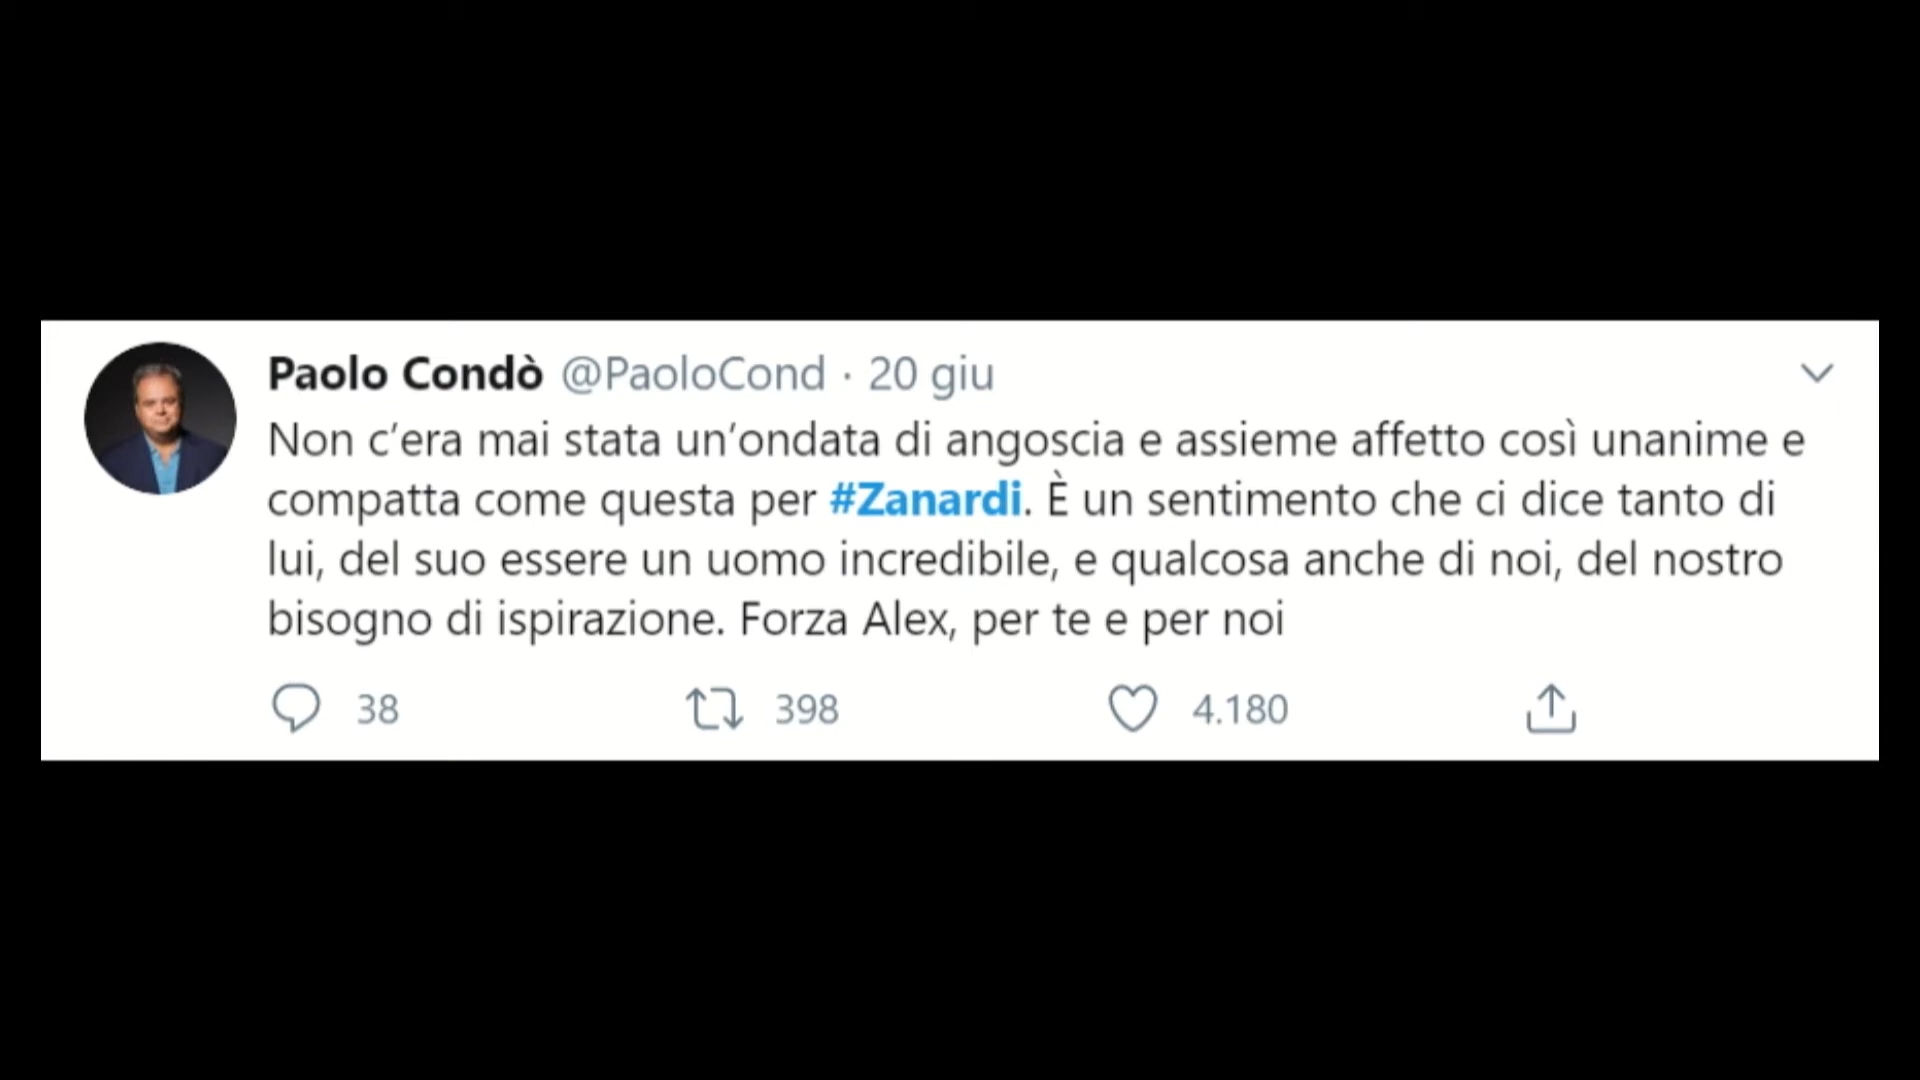 Paolo Condò @PaoloCond · 20 giu
Non c’era mai stata un’ondata di angoscia e assieme affetto così unanime e
compatta come questa per #Zanardi. È un sentimento che ci dice tanto di
lui, del suo essere un uomo incredibile, e qualcosa anche di noi, del nostro
bisogno di ispirazione. Forza Alex, per te e per noi
38 398 4.180